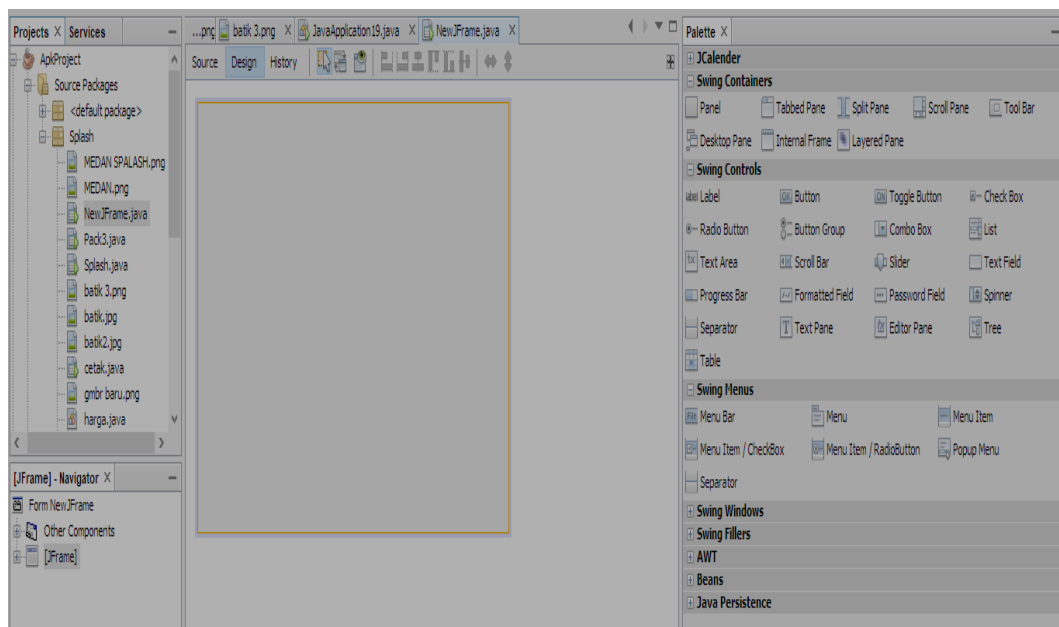 Projects Services
ApkProject
Source Packages
<default package>
Splash
MEDAN SPALASH.png
MEDAN.png
NewJFrame.java
Pack3.java
Splash.java
batik 3.png
batik.jpg
batik2.jpg
cetak.java
gmbr baru.png
harga.java
[JFrame] - Navigator
Form NewJFrame
Other Components
[JFrame]
...png batik 3.png JavaApplication19.java NewJFrame.java
Source Design History
Palette
JCalender
Swing Containers
Panel Tabbed Pane Split Pane Scroll Pane Tool Bar
Desktop Pane Internal Frame Layered Pane
Swing Controls
label Label OK Button ON Toggle Button Check Box
Radio Button Button Group Combo Box List
tx Text Area Scroll Bar Slider Text Field
Progress Bar Formatted Field Password Field Spinner
Separator T Text Pane Editor Pane Tree
Table
Swing Menus
File Menu Bar Menu Menu Item
Menu Item / CheckBox Menu Item / RadioButton Popup Menu
Separator
Swing Windows
Swing Fillers
AWT
Beans
Java Persistence